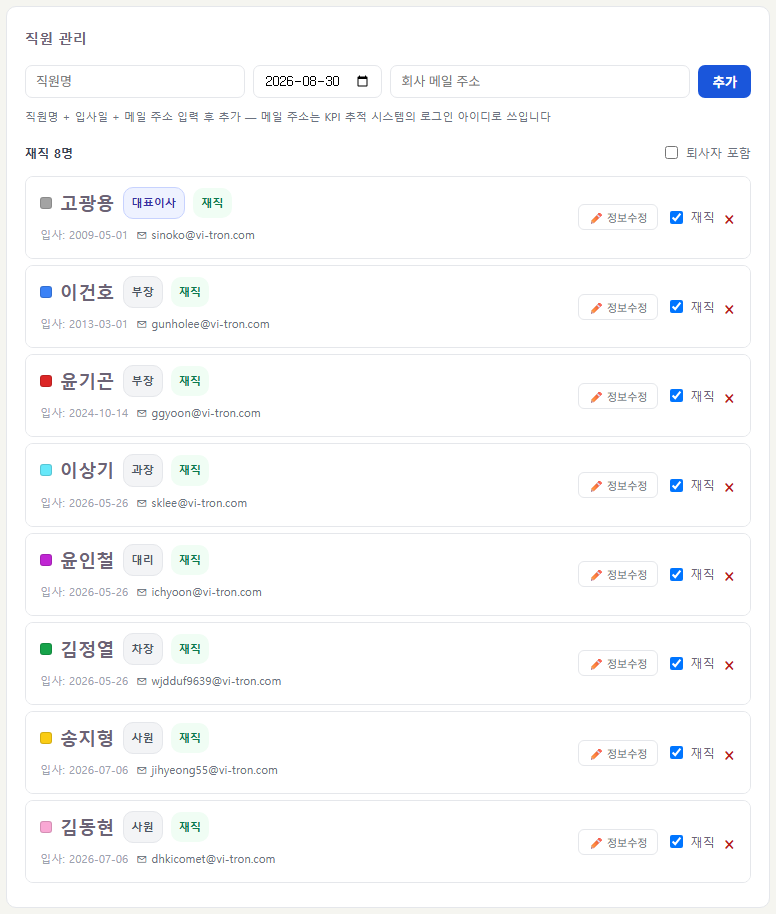 직원 관리
직원명 2026-08-30 회사 메일 주소 추가
직원명 + 입사일 + 메일 주소 입력 후 추가 — 메일 주소는 KPI 추적 시스템의 로그인 아이디로 쓰입니다
재직 8명 퇴사자 포함
고광용 대표이사 재직
입사: 2009-05-01 sinoko@vi-tron.com
정보수정 재직 ×
이건호 부장 재직
입사: 2013-03-01 gunholee@vi-tron.com
정보수정 재직 ×
윤기곤 부장 재직
입사: 2024-10-14 ggyoon@vi-tron.com
정보수정 재직 ×
이상기 과장 재직
입사: 2026-05-26 sklee@vi-tron.com
정보수정 재직 ×
윤인철 대리 재직
입사: 2026-05-26 ichyoon@vi-tron.com
정보수정 재직 ×
김정열 차장 재직
입사: 2026-05-26 wjdduf9639@vi-tron.com
정보수정 재직 ×
송지형 사원 재직
입사: 2026-07-06 jihyeong55@vi-tron.com
정보수정 재직 ×
김동현 사원 재직
입사: 2026-07-06 dhkicomet@vi-tron.com
정보수정 재직 ×